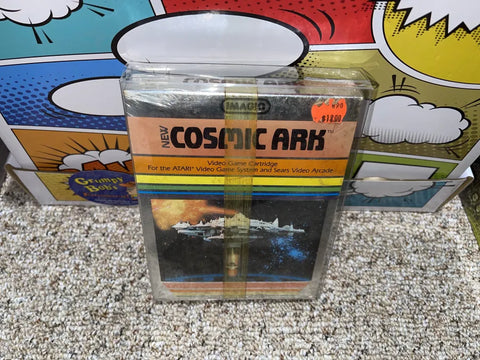 IMAGIC
$12.00
NEW
COSMIC ARK™
Video Game Cartridge
For the ATARI® Video Game System and Sears Video Arcade
Grumpy
Bob's